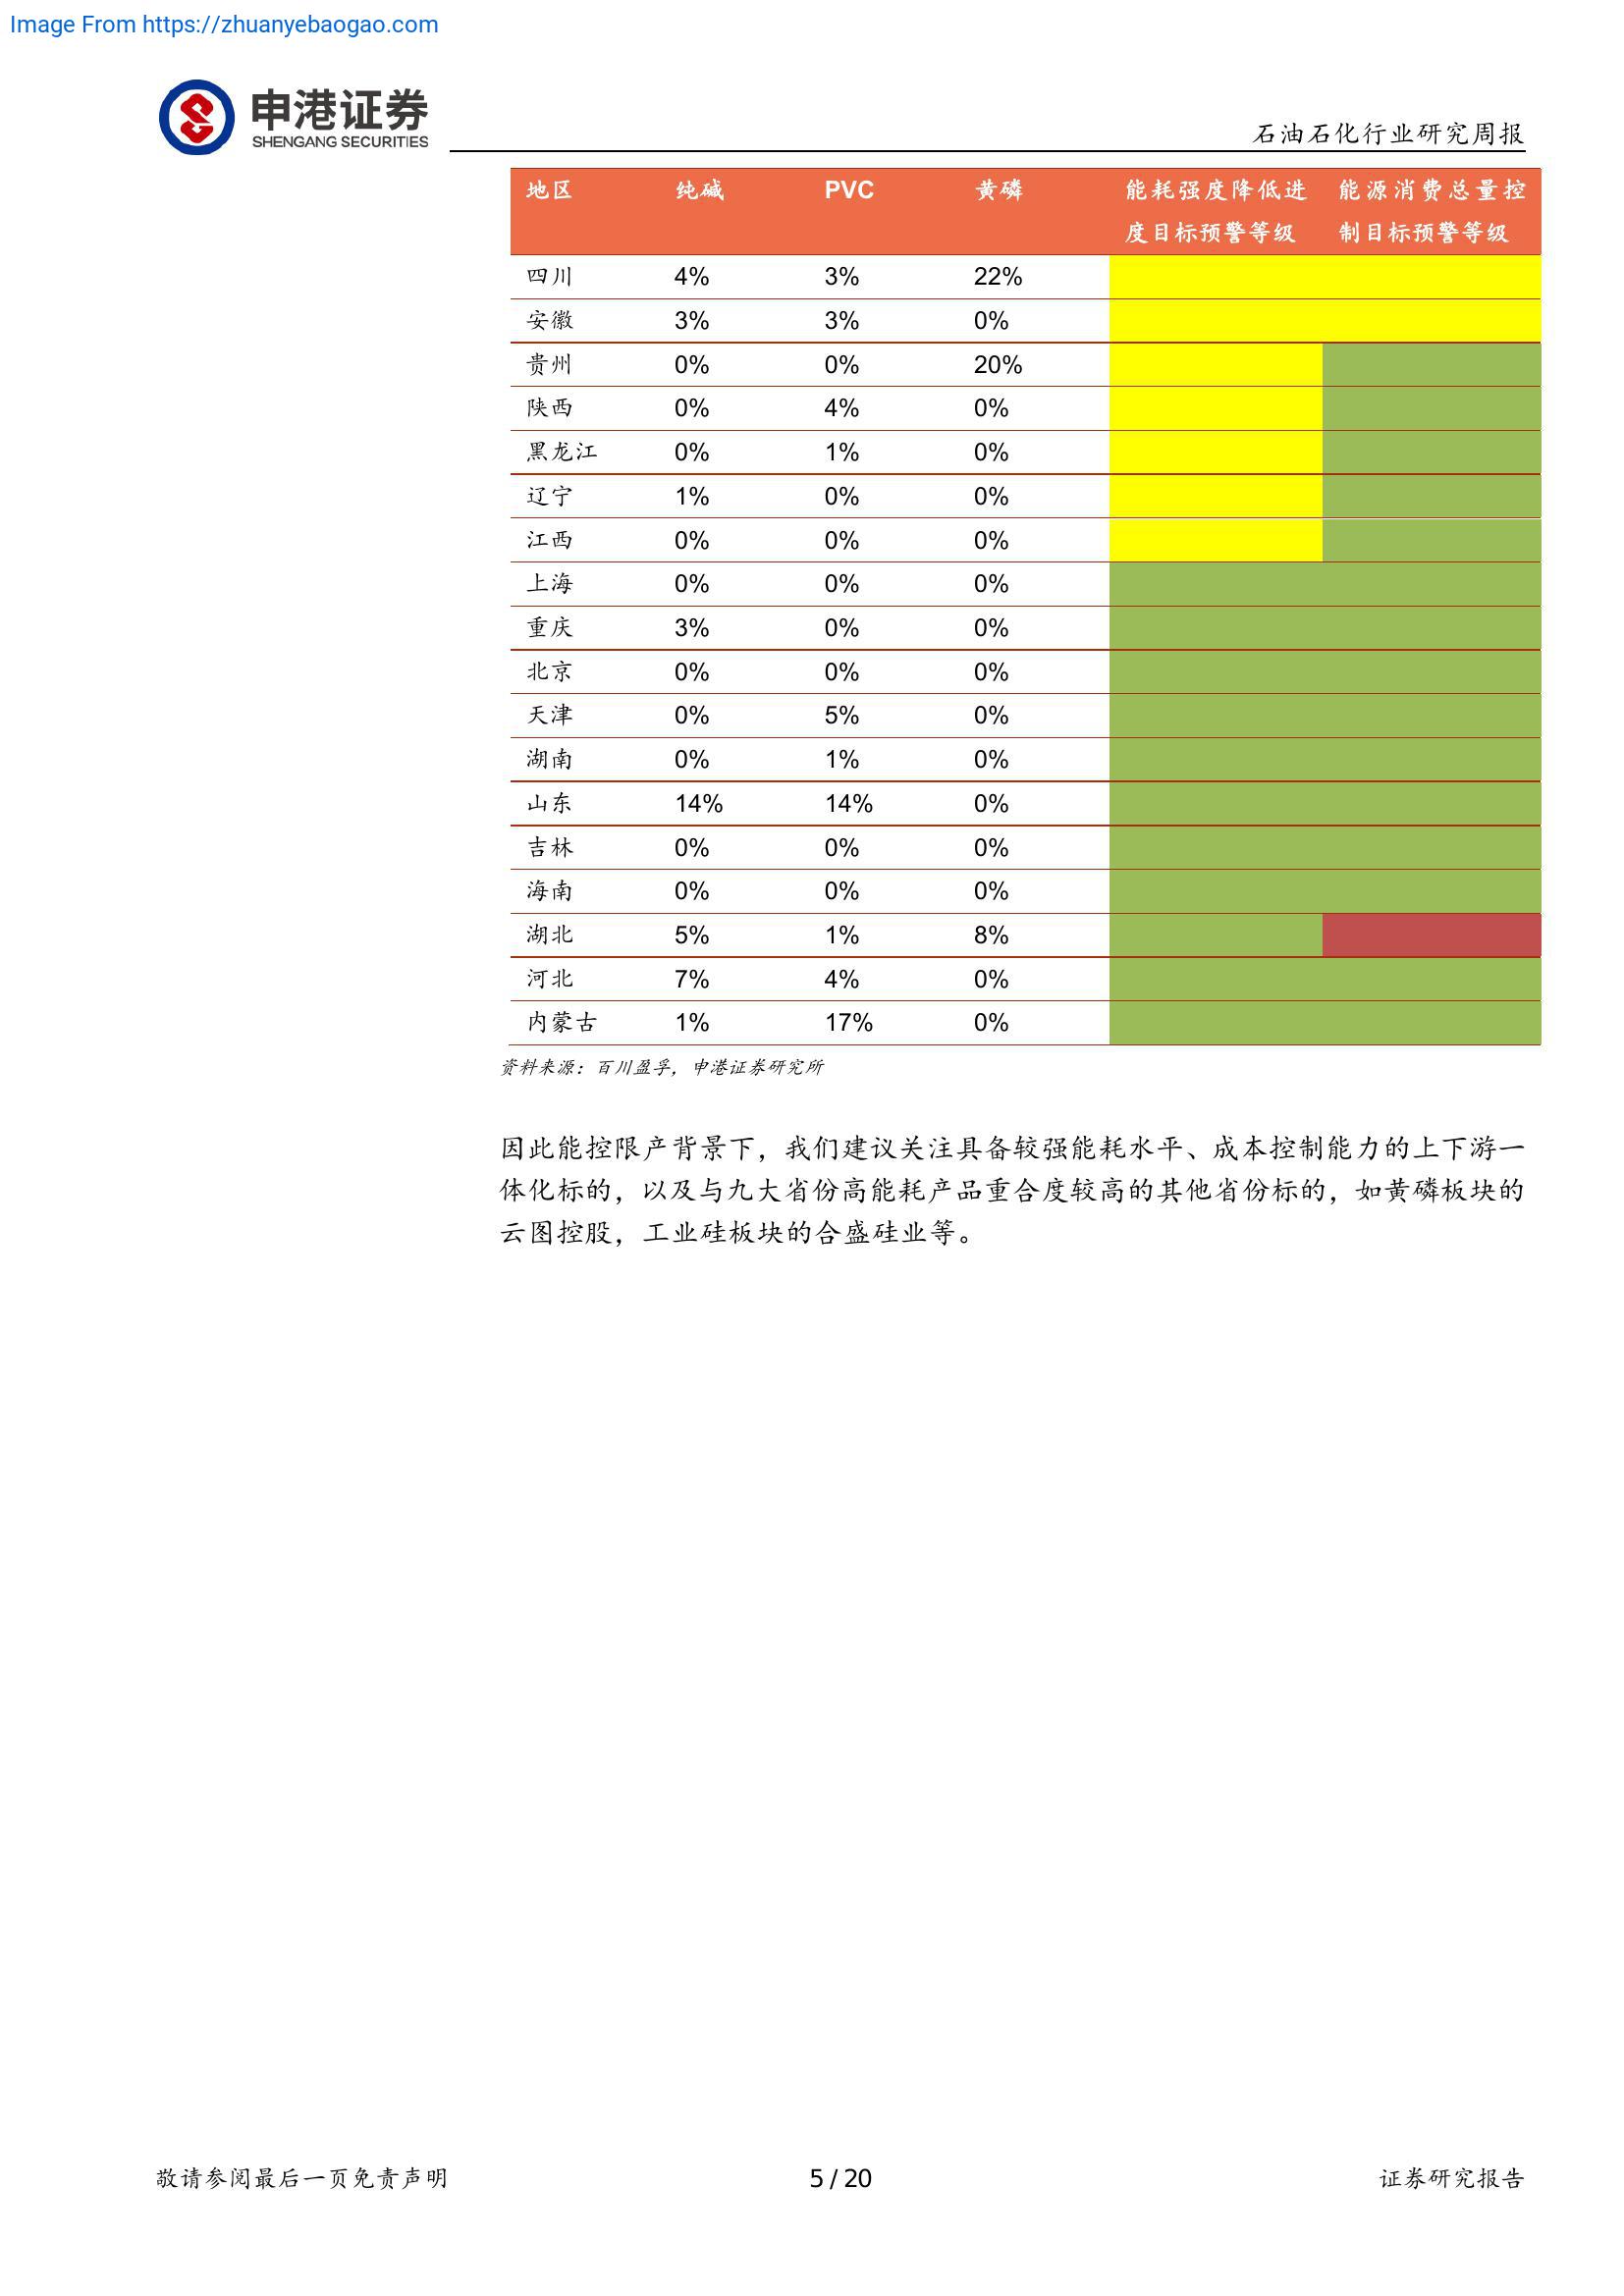 Image From https://zhuanyebaogao.com
申港证券
SHENGANG SECURITIES
石油石化行业研究周报
地区 纯碱 PVC 黄磷 能耗强度降低进 能源消费总量控
度目标预警等级 制目标预警等级
四川 4% 3% 22%
安徽 3% 3% 0%
贵州 0% 0% 20%
陕西 0% 4% 0%
黑龙江 0% 1% 0%
辽宁 1% 0% 0%
江西 0% 0% 0%
上海 0% 0% 0%
重庆 3% 0% 0%
北京 0% 0% 0%
天津 0% 5% 0%
湖南 0% 1% 0%
山东 14% 14% 0%
吉林 0% 0% 0%
海南 0% 0% 0%
湖北 5% 1% 8%
河北 7% 4% 0%
内蒙古 1% 17% 0%
资料来源：百川盈孚，申港证券研究所
因此能控限产背景下，我们建议关注具备较强能耗水平、成本控制能力的上下游一
体化标的，以及与九大省份高能耗产品重合度较高的其他省份标的，如黄磷板块的
云图控股，工业硅板块的合盛硅业等。
敬请参阅最后一页免责声明 5 / 20 证券研究报告